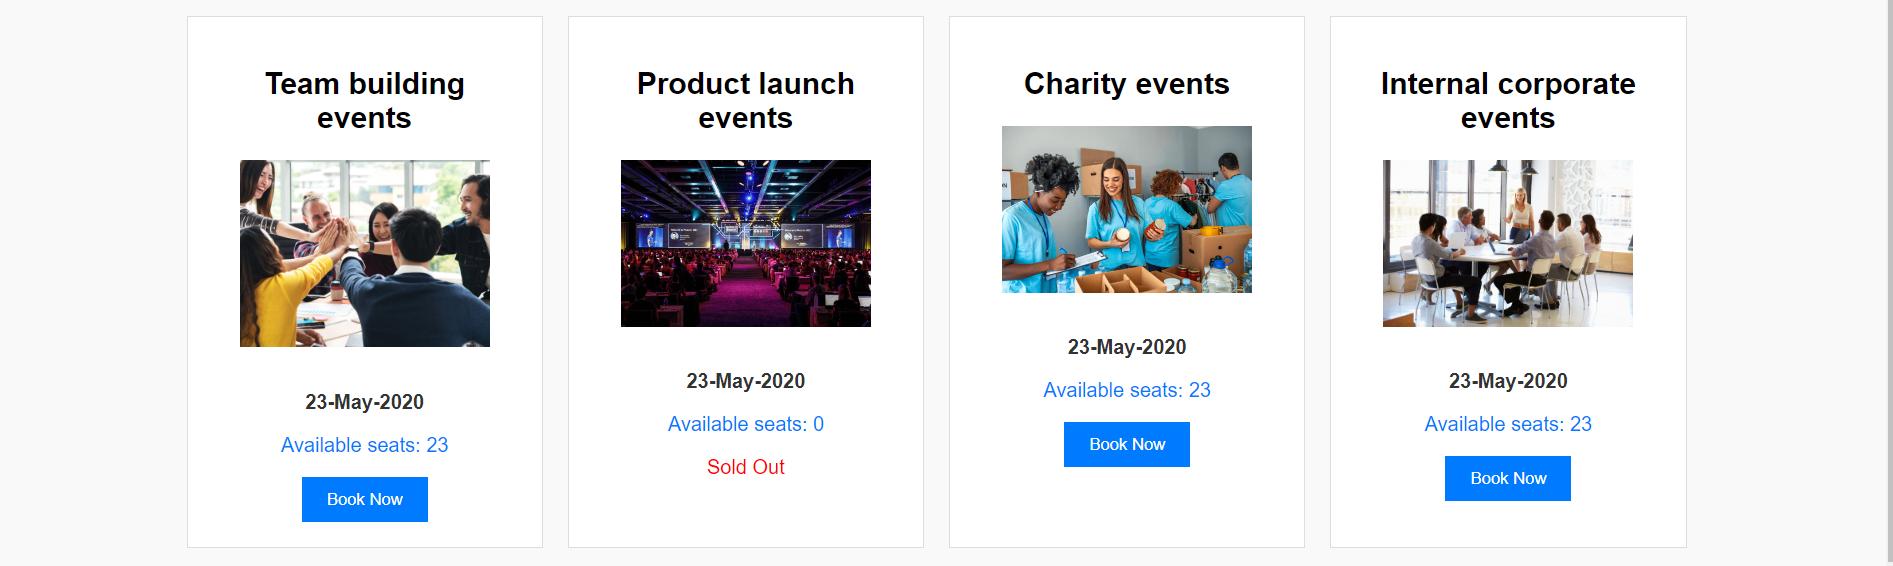 Team building
events
23-May-2020
Available seats: 23
Book Now
Product launch
events
23-May-2020
Available seats: 0
Sold Out
Charity events
23-May-2020
Available seats: 23
Book Now
Internal corporate
events
23-May-2020
Available seats: 23
Book Now